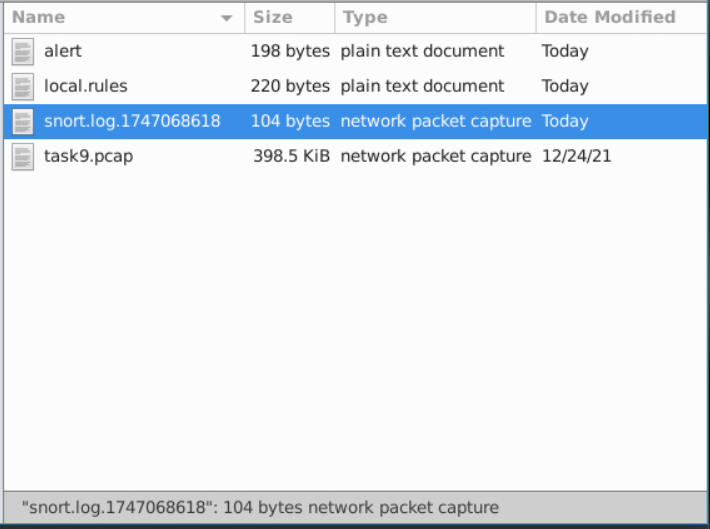 Name Size Type Date Modified
alert 198 bytes plain text document Today
local.rules 220 bytes plain text document Today
snort.log.1747068618 104 bytes network packet capture Today
task9.pcap 398.5 KiB network packet capture 12/24/21
"snort.log.1747068618": 104 bytes network packet capture